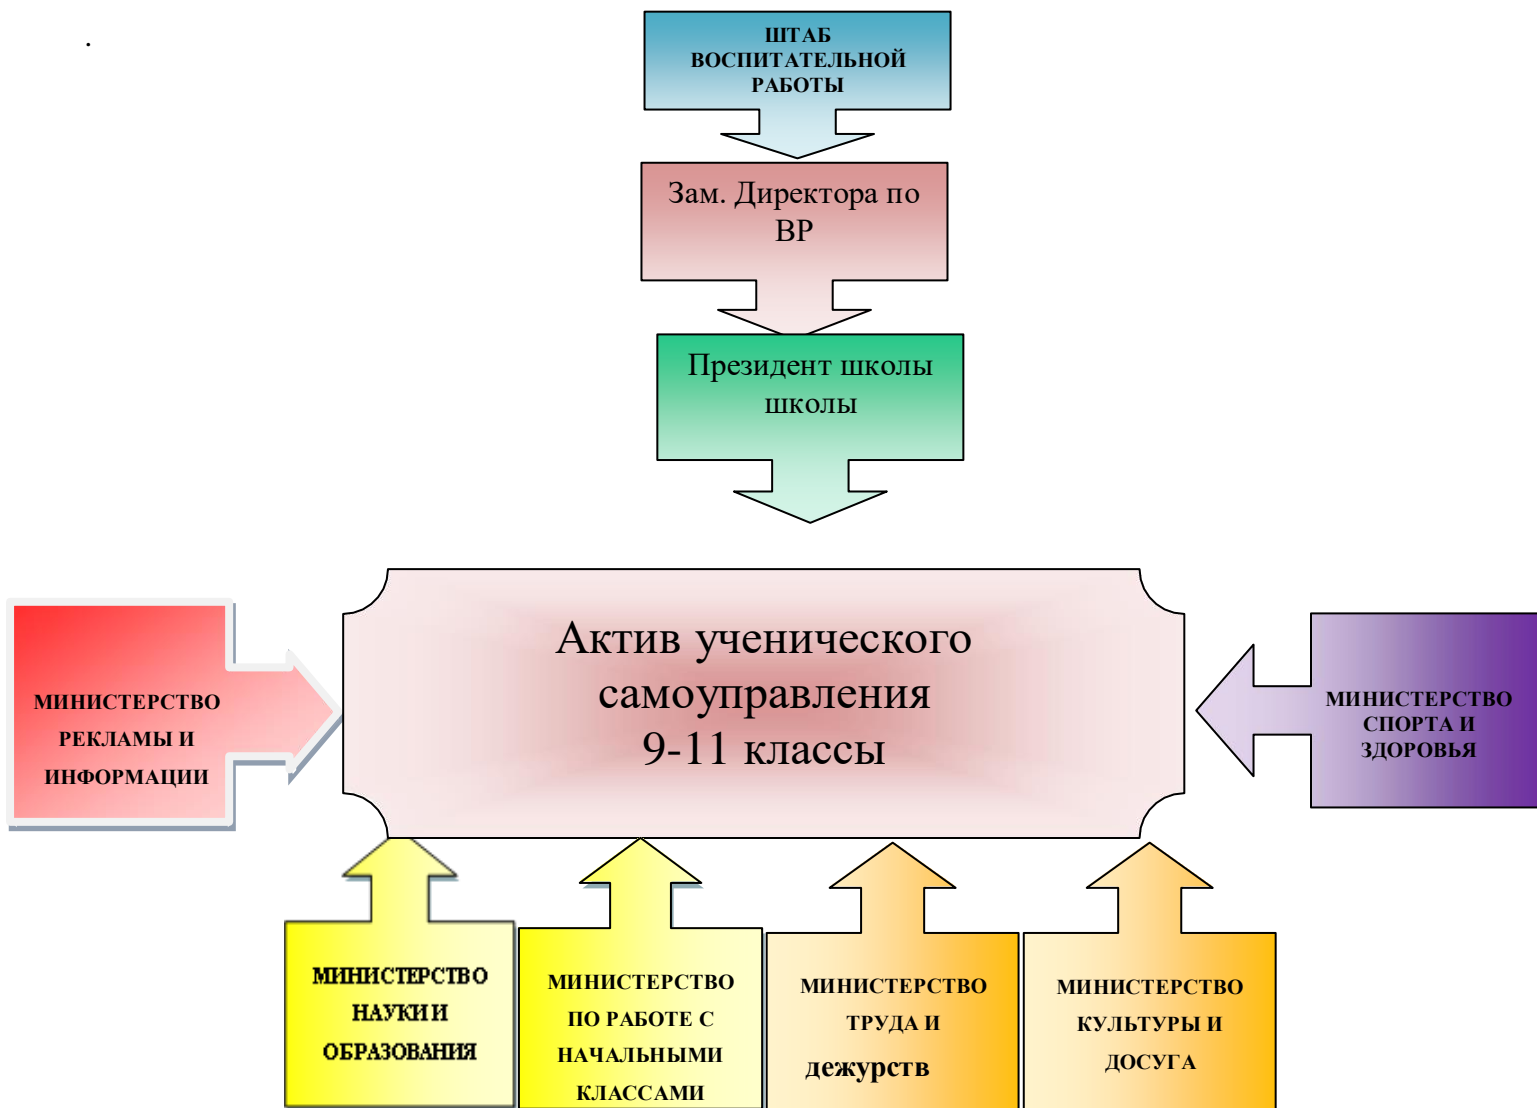 .
ШТАБ
ВОСПИТАТЕЛЬНОЙ
РАБОТЫ
Зам. Директора по
ВР
Президент школы
школы
Актив ученического
самоуправления
9-11 классы
МИНИСТЕРСТВО
РЕКЛАМЫ И
ИНФОРМАЦИИ
МИНИСТЕРСТВО
СПОРТА И
ЗДОРОВЬЯ
МИНИСТЕРСТВО
НАУКИ И
ОБРАЗОВАНИЯ
МИНИСТЕРСТВО
ПО РАБОТЕ С
НАЧАЛЬНЫМИ
КЛАССАМИ
МИНИСТЕРСТВО
ТРУДА И
дежурств
МИНИСТЕРСТВО
КУЛЬТУРЫ И
ДОСУГА